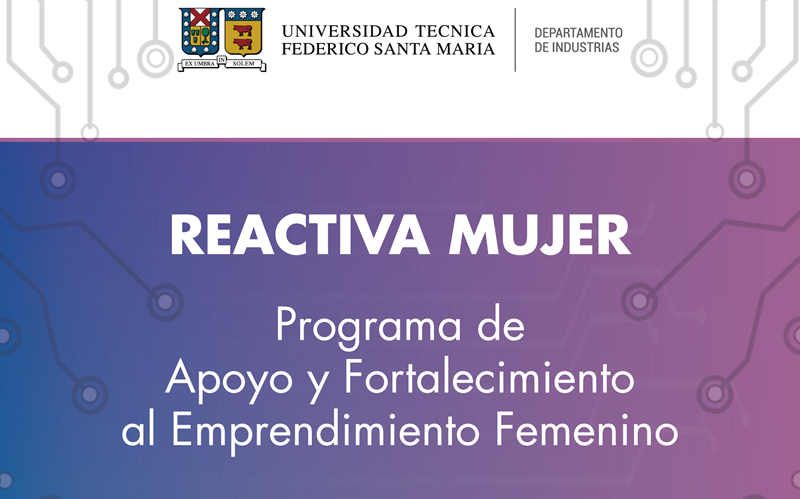 UNIVERSIDAD TECNICA
FEDERICO SANTA MARIA
DEPARTAMENTO
DE INDUSTRIAS
EX UMBRA IN SOLEM
REACTIVA MUJER
Programa de
Apoyo y Fortalecimiento
al Emprendimiento Femenino